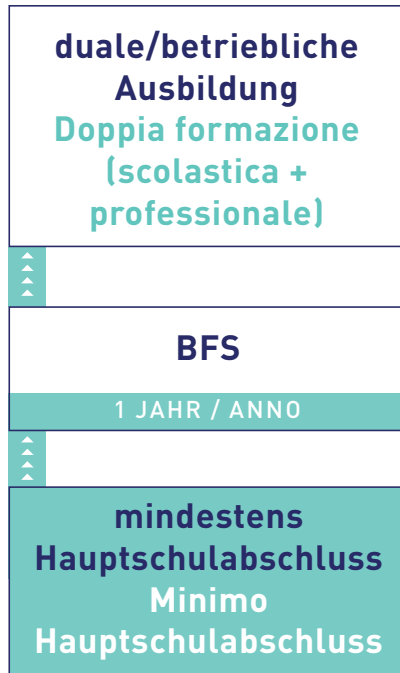 duale/betriebliche
Ausbildung
Doppia formazione
(scolastica +
professionale)
BFS
1 JAHR / ANNO
mindestens
Hauptschulabschluss
Minimo
Hauptschulabschluss